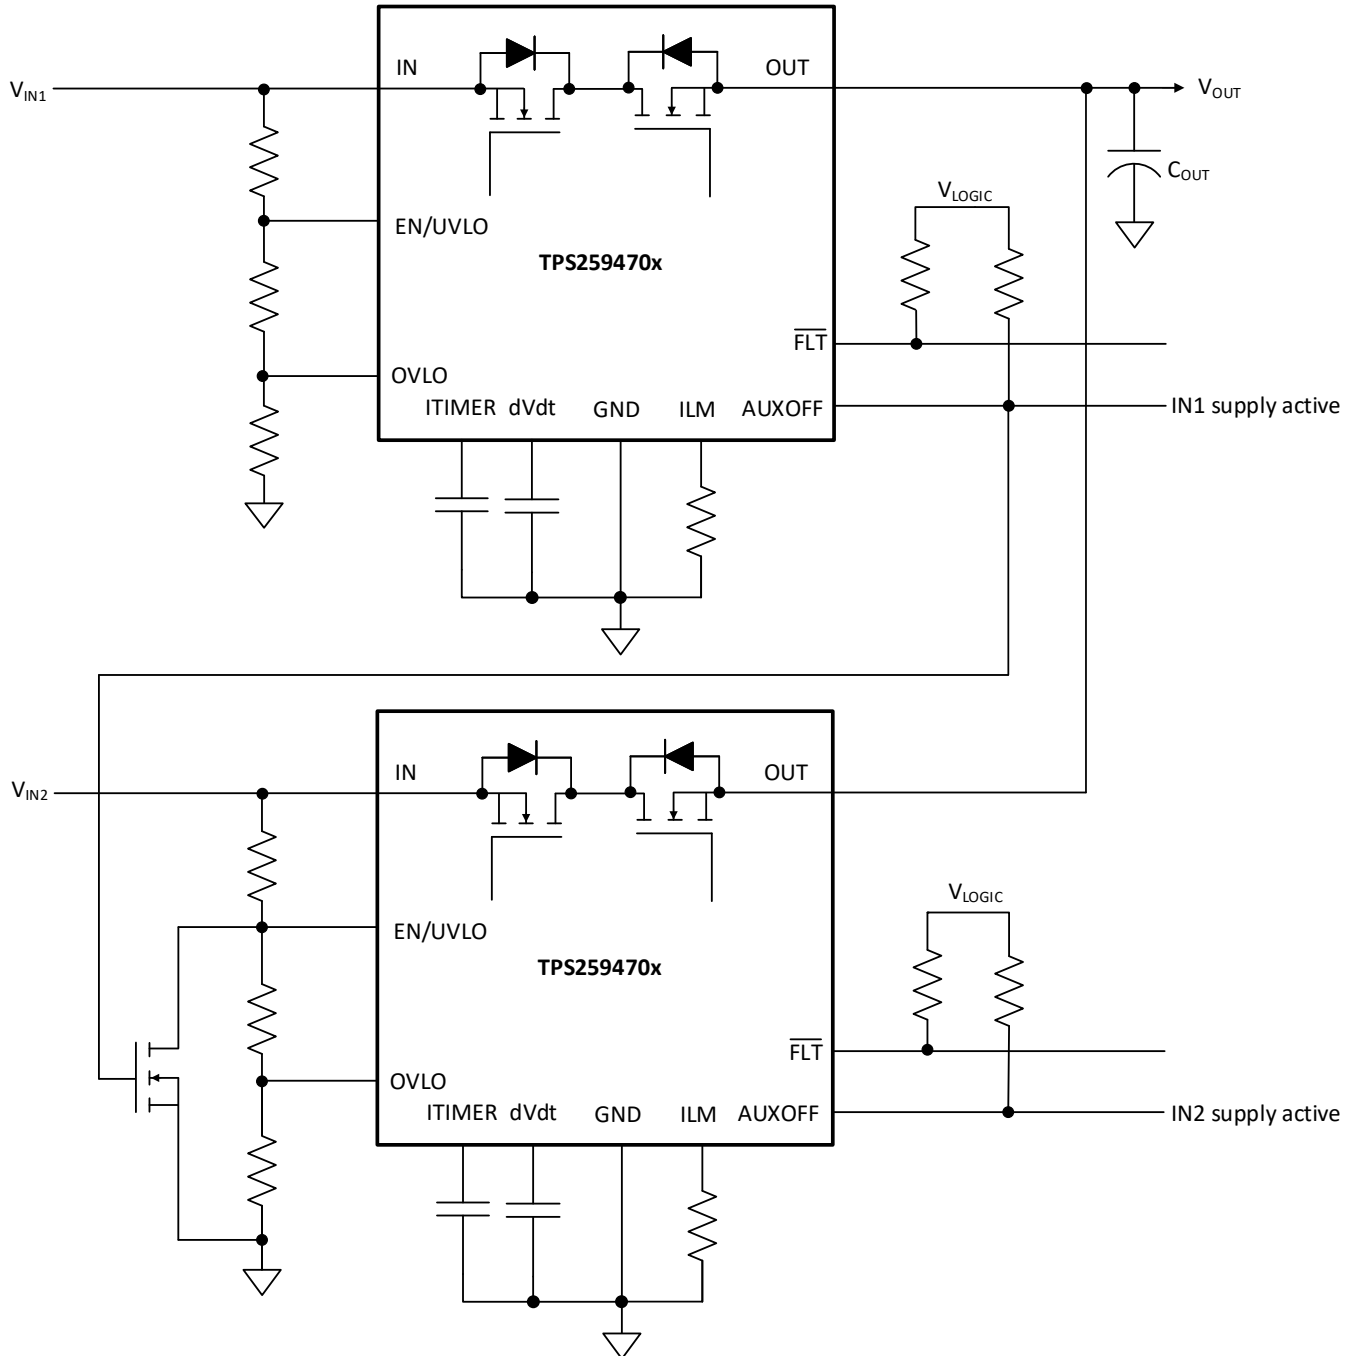 IN
OUT
VIN1
VOUT
COUT
VLOGIC
EN/UVLO
TPS259470x
FLT
OVLO
ITIMER dVdt GND ILM AUXOFF
IN1 supply active
IN
OUT
VIN2
VLOGIC
EN/UVLO
TPS259470x
FLT
OVLO
ITIMER dVdt GND ILM AUXOFF
IN2 supply active